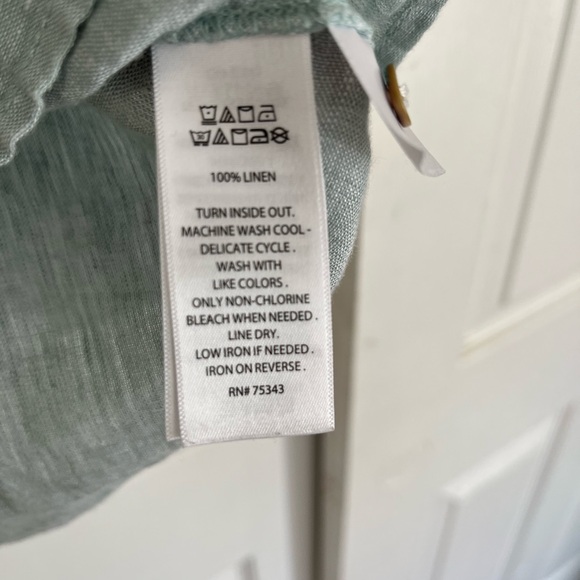 100% LINEN
TURN INSIDE OUT.
MACHINE WASH COOL -
DELICATE CYCLE .
WASH WITH
LIKE COLORS .
ONLY NON-CHLORINE
BLEACH WHEN NEEDED .
LINE DRY.
LOW IRON IF NEEDED .
IRON ON REVERSE .
RN# 75343